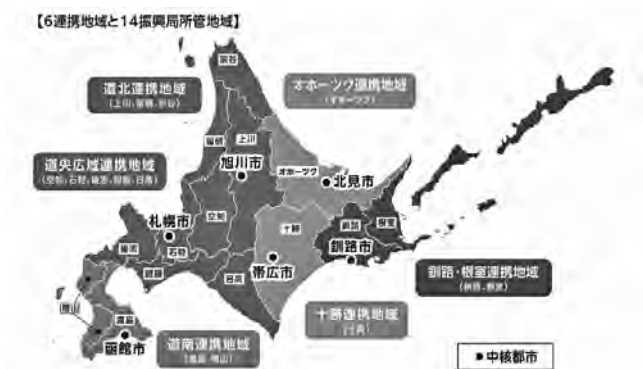 【6連携地域と14振興局所管地域】
宗谷
道北連携地域
(上川,留萌,宗谷)
オホーツク連携地域
(オホーツク)
留萌
上川
旭川市
オホーツク
北見市
道央広域連携地域
(空知,石狩,後志,胆振,日高)
札幌市
空知
十勝
釧路
根室
後志
石狩
帯広市
釧路市
胆振
日高
釧路・根室連携地域
(釧路,根室)
檜山
渡島
函館市
道南連携地域
(渡島,檜山)
十勝連携地域
(十勝)
●中核都市